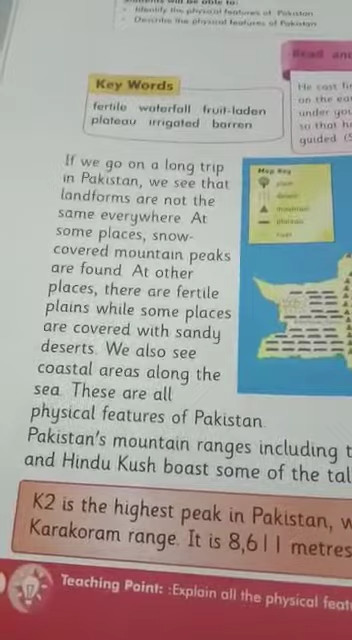 Identify the physical features of Pakistan
Describe the physical features of Pakistan
Read and
Key Words
fertile waterfall fruit-laden
plateau irrigated barren
He cast fi
on the ea
under you
so that h
guided (S
If we go on a long trip
in Pakistan, we see that
landforms are not the
same everywhere. At
some places, snow-
covered mountain peaks
are found. At other
places, there are fertile
plains while some places
are covered with sandy
deserts. We also see
coastal areas along the
sea. These are all
physical features of Pakistan.
Map Key
plain
desert
mountain
plateau
river
Pakistan's mountain ranges including t
and Hindu Kush boast some of the tal
K2 is the highest peak in Pakistan, w
Karakoram range. It is 8,611 metres
Teaching Point: :Explain all the physical feat